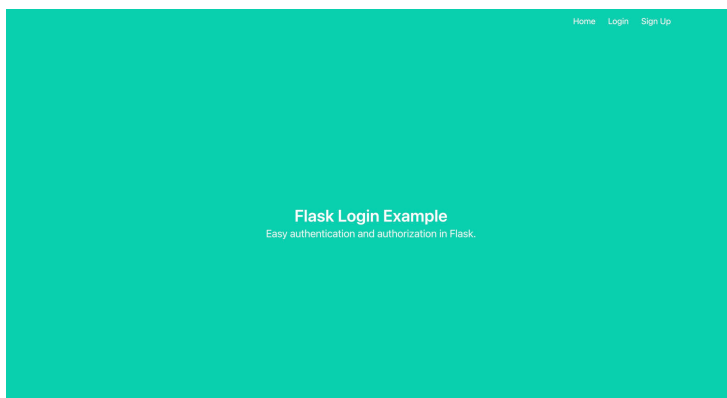 Home Login Sign Up
Flask Login Example
Easy authentication and authorization in Flask.